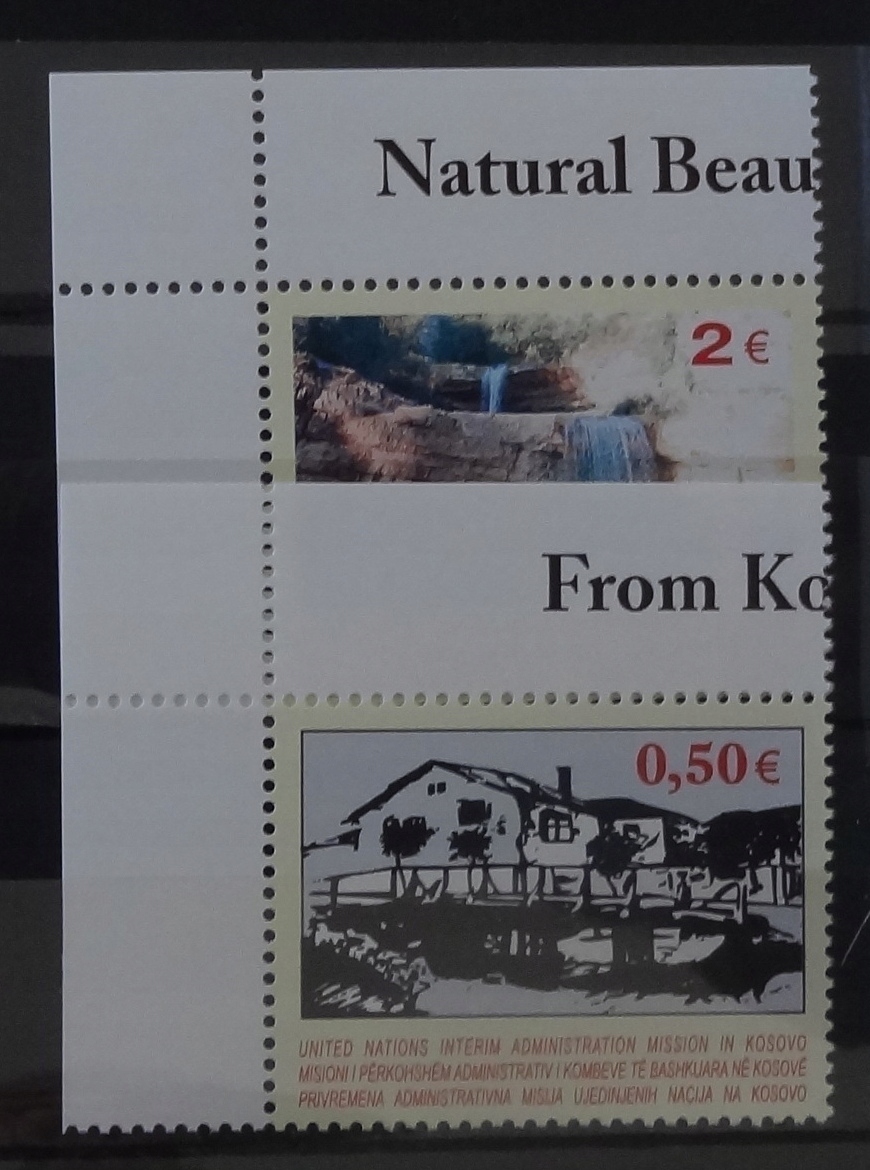 Natural Beau
2 €
From Ko
0,50 €
UNITED NATIONS INTERIM ADMINISTRATION MISSION IN KOSOVO
MISIONI I PËRKOHSHËM ADMINISTRATIV I KOMBEVE TË BASHKUARA NË KOSOVË
PRIVREMENA ADMINISTRATIVNA MISIJA UJEDINJENIH NACIJA NA KOSOVO